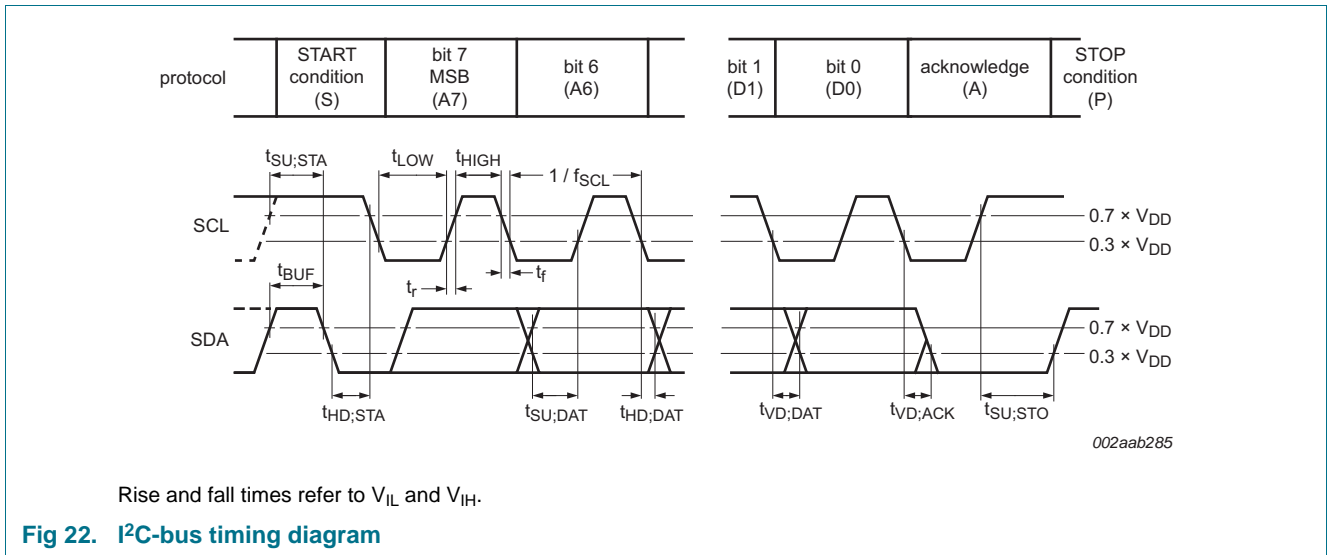 protocol
START
condition
(S)
bit 7
MSB
(A7)
bit 6
(A6)
bit 1
(D1)
bit 0
(D0)
acknowledge
(A)
STOP
condition
(P)
tSU;STA
tLOW
tHIGH
1 / fSCL
SCL
0.7 × VDD
0.3 × VDD
tBUF
tr
tf
SDA
0.7 × VDD
0.3 × VDD
tHD;STA
tSU;DAT
tHD;DAT
tVD;DAT
tVD;ACK
tSU;STO
002aab285
Rise and fall times refer to VIL and VIH.
Fig 22. I²C-bus timing diagram